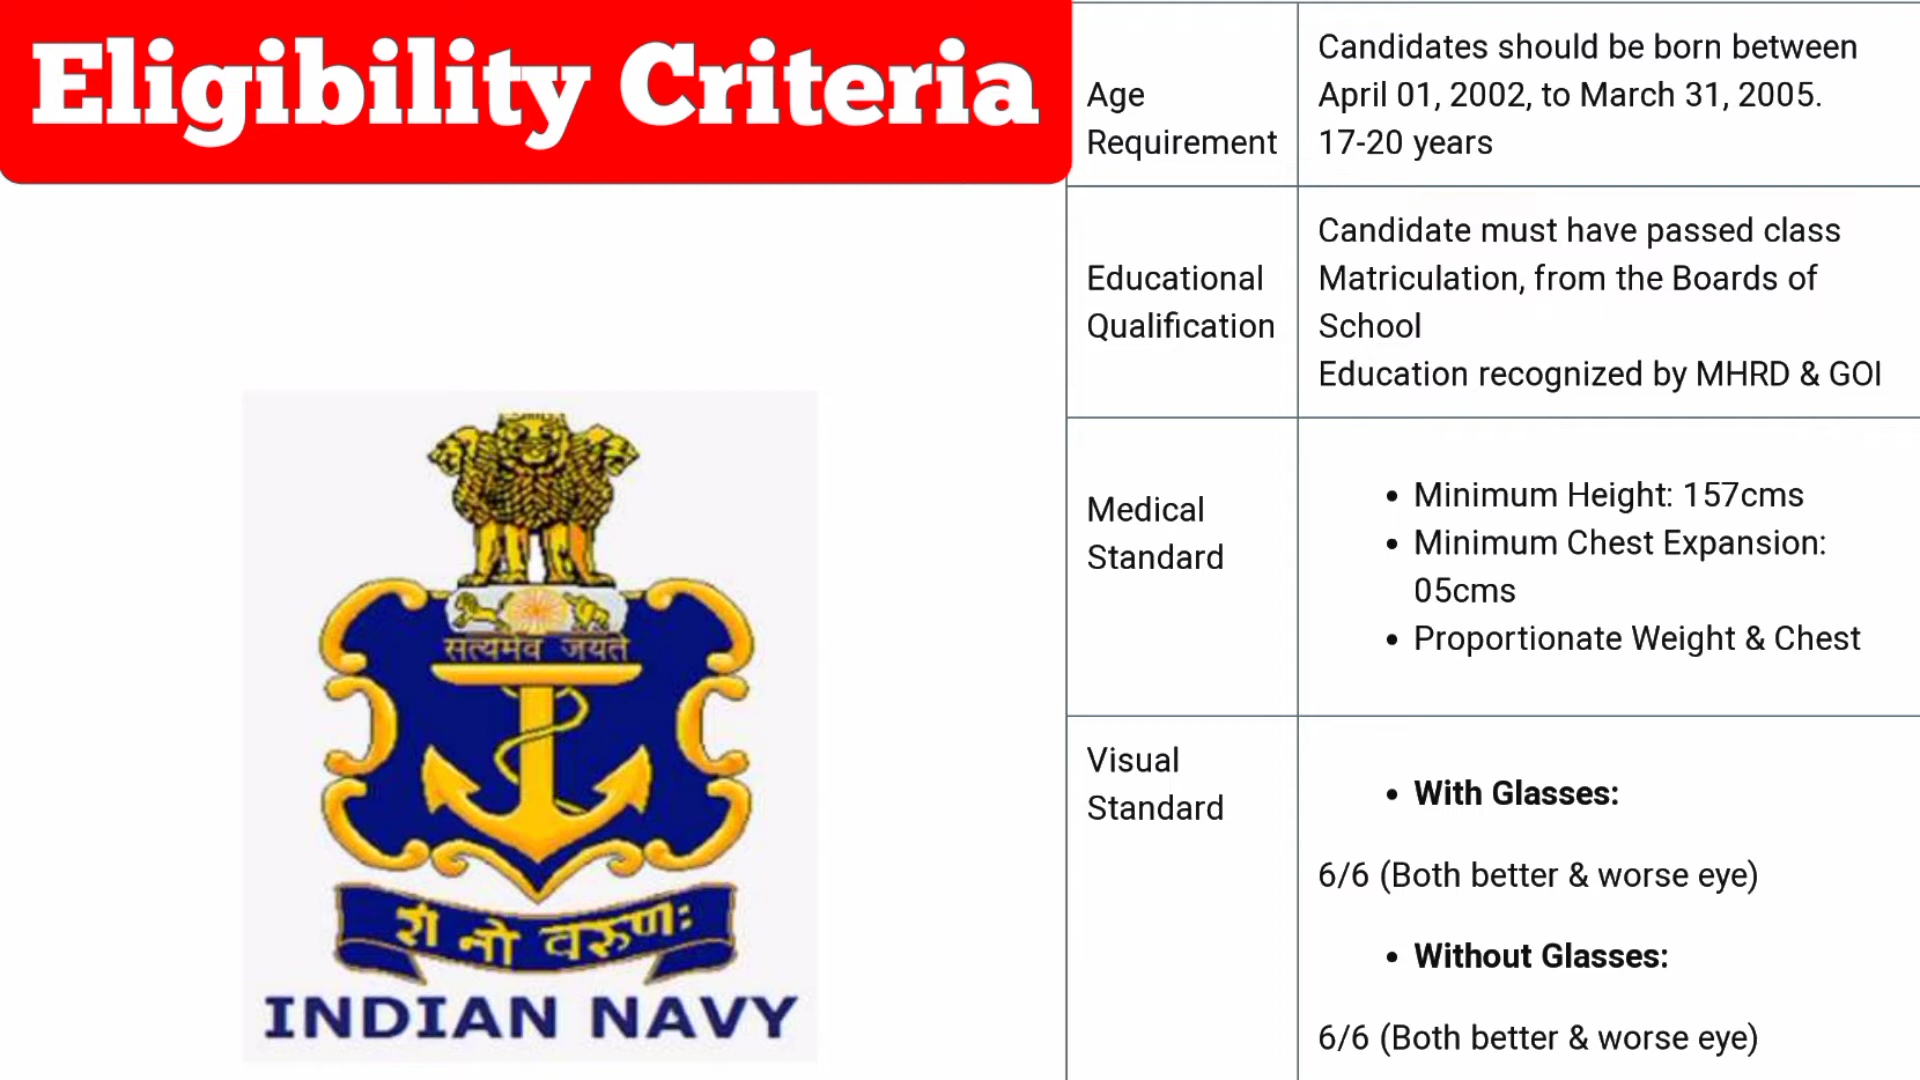 Eligibility Criteria
Age
Requirement
Candidates should be born between
April 01, 2002, to March 31, 2005.
17-20 years
Educational
Qualification
Candidate must have passed class
Matriculation, from the Boards of
School
Education recognized by MHRD & GOI
Medical
Standard
• Minimum Height: 157cms
• Minimum Chest Expansion:
05cms
• Proportionate Weight & Chest
Visual
Standard
• With Glasses:
6/6 (Both better & worse eye)
• Without Glasses:
6/6 (Both better & worse eye)
सत्यमेव जयते
शं नो वरुणः
INDIAN NAVY